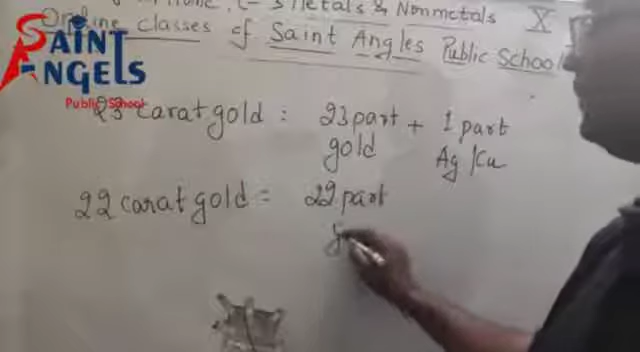 3 Metals & Nonmetals X
Online classes of Saint Angles Public School
SAINT
ANGELS
Public School
23 carat gold : 23 part + 1 part
gold Ag/Cu
22 carat gold = 22 part
g